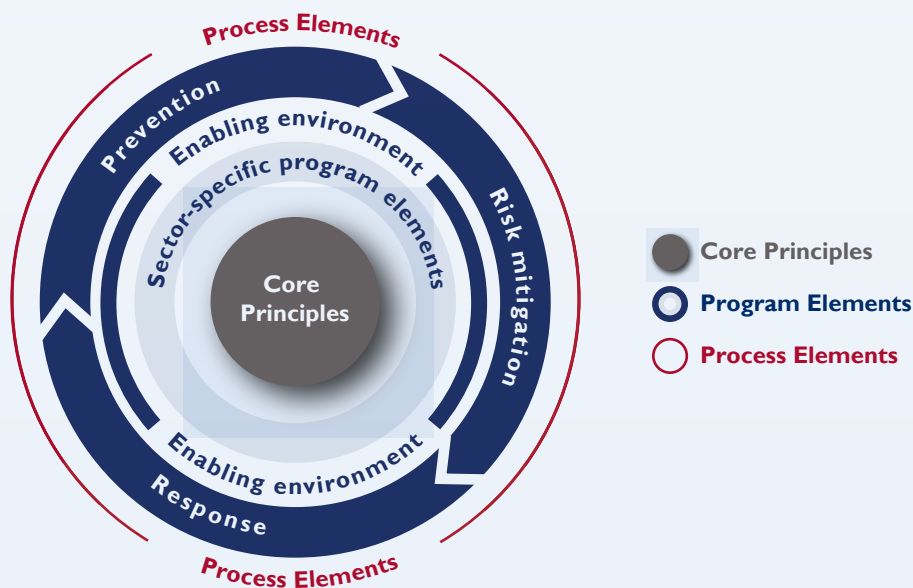 Process Elements
Prevention
Enabling environment
Sector-specific program elements
Risk mitigation
Core
Principles
Enabling environment
Response
Process Elements
Core Principles
Program Elements
Process Elements